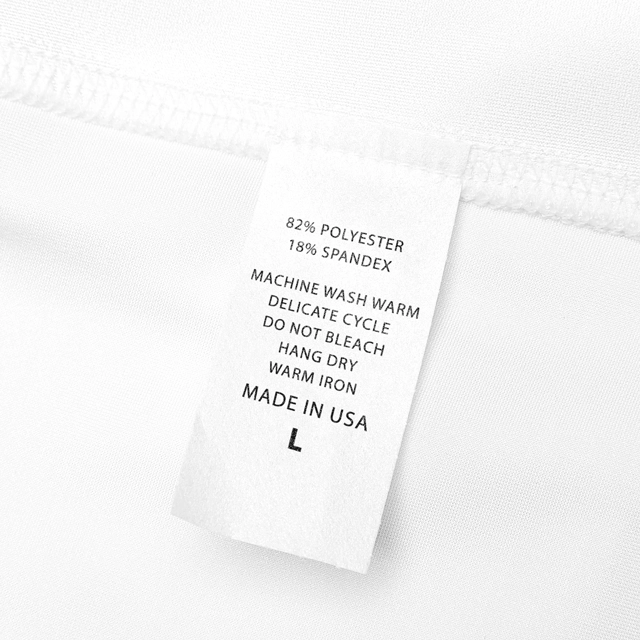 82% POLYESTER
18% SPANDEX
MACHINE WASH WARM
DELICATE CYCLE
DO NOT BLEACH
HANG DRY
WARM IRON
MADE IN USA
L